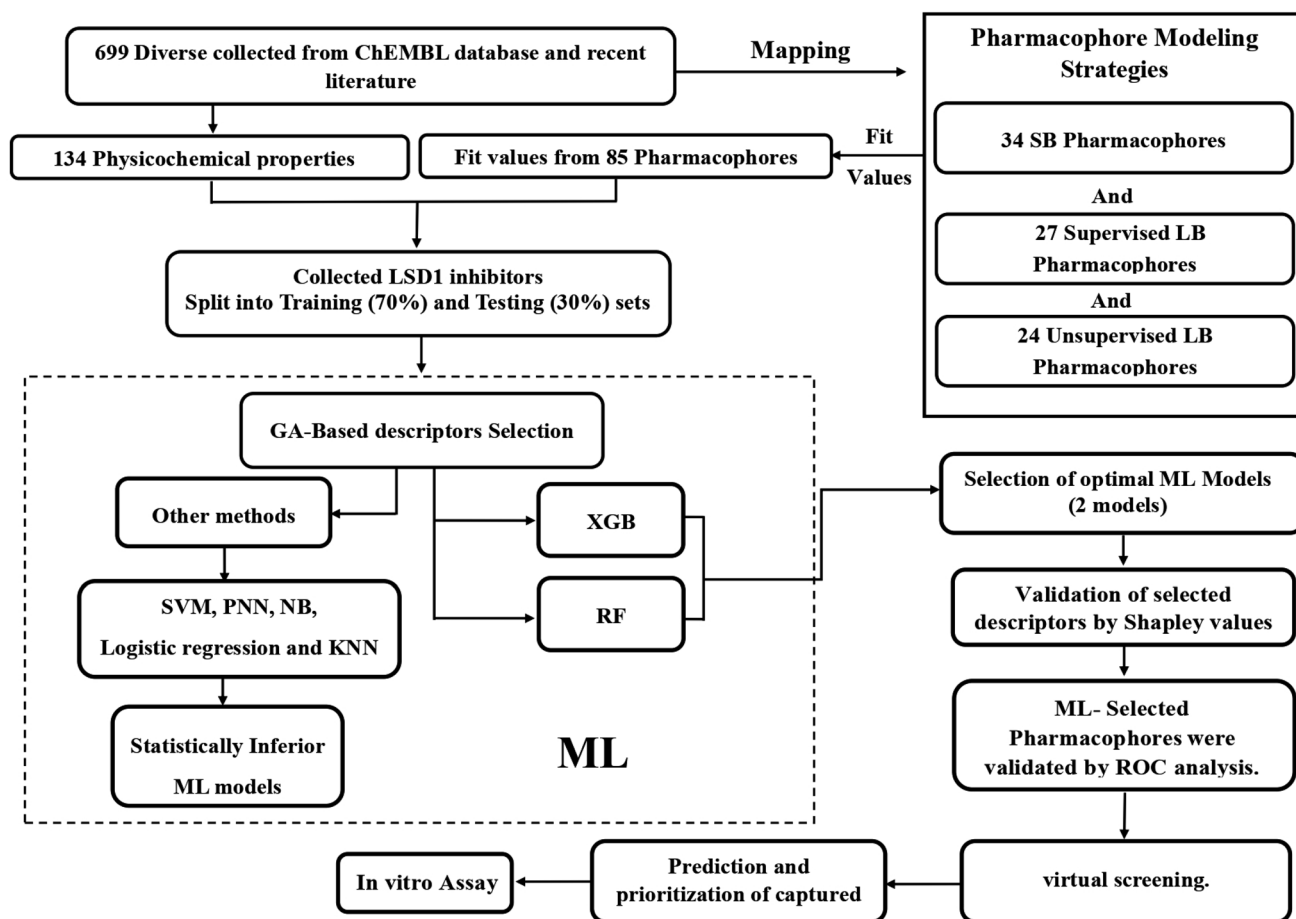 699 Diverse collected from ChEMBL database and recent
literature
Mapping
Pharmacophore Modeling
Strategies
34 SB Pharmacophores
And
27 Supervised LB
Pharmacophores
And
24 Unsupervised LB
Pharmacophores
134 Physicochemical properties
Fit values from 85 Pharmacophores
Fit
Values
Collected LSD1 inhibitors
Split into Training (70%) and Testing (30%) sets
GA-Based descriptors Selection
Other methods
XGB
RF
SVM, PNN, NB,
Logistic regression and KNN
Statistically Inferior
ML models
ML
Selection of optimal ML Models
(2 models)
Validation of selected
descriptors by Shapley values
ML- Selected
Pharmacophores were
validated by ROC analysis.
virtual screening.
Prediction and
prioritization of captured
In vitro Assay